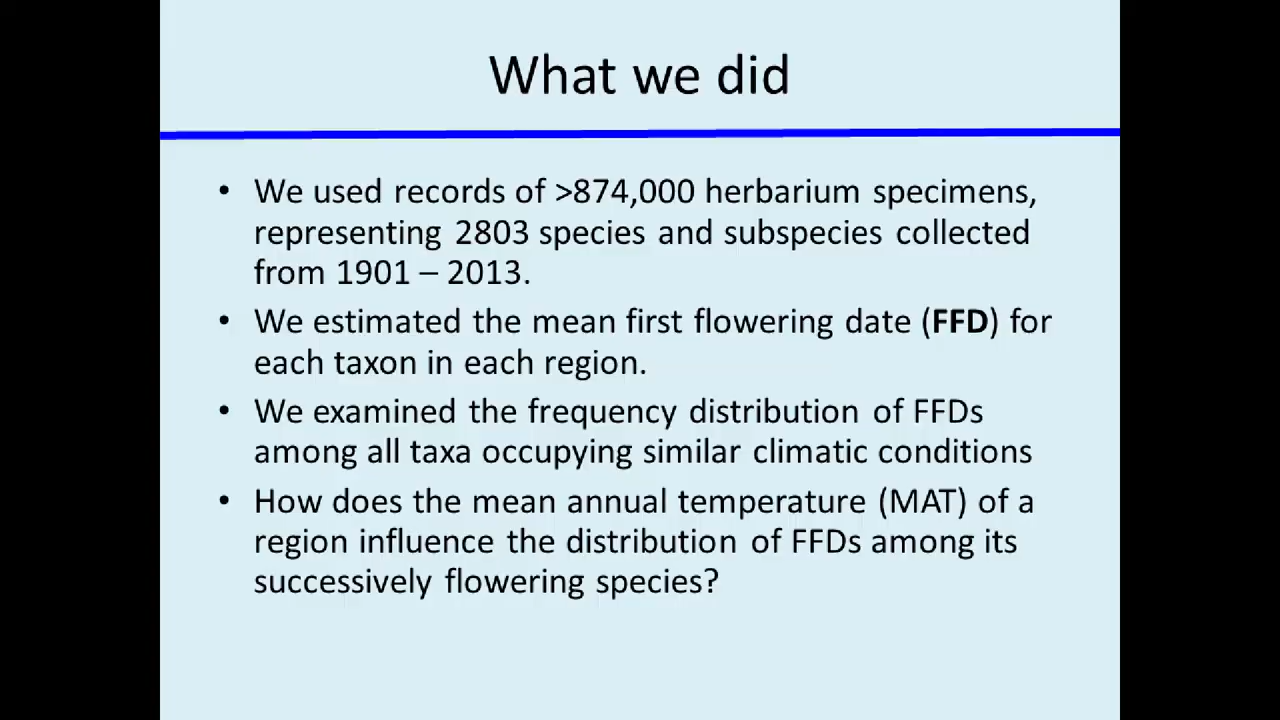 What we did
• We used records of >874,000 herbarium specimens,
representing 2803 species and subspecies collected
from 1901 – 2013.
• We estimated the mean first flowering date (FFD) for
each taxon in each region.
• We examined the frequency distribution of FFDs
among all taxa occupying similar climatic conditions
• How does the mean annual temperature (MAT) of a
region influence the distribution of FFDs among its
successively flowering species?